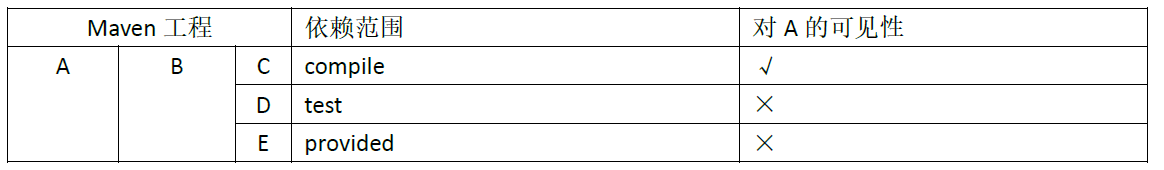 Maven 工程 依赖范围 对 A 的可见性
A B C compile √
D test ×
E provided ×